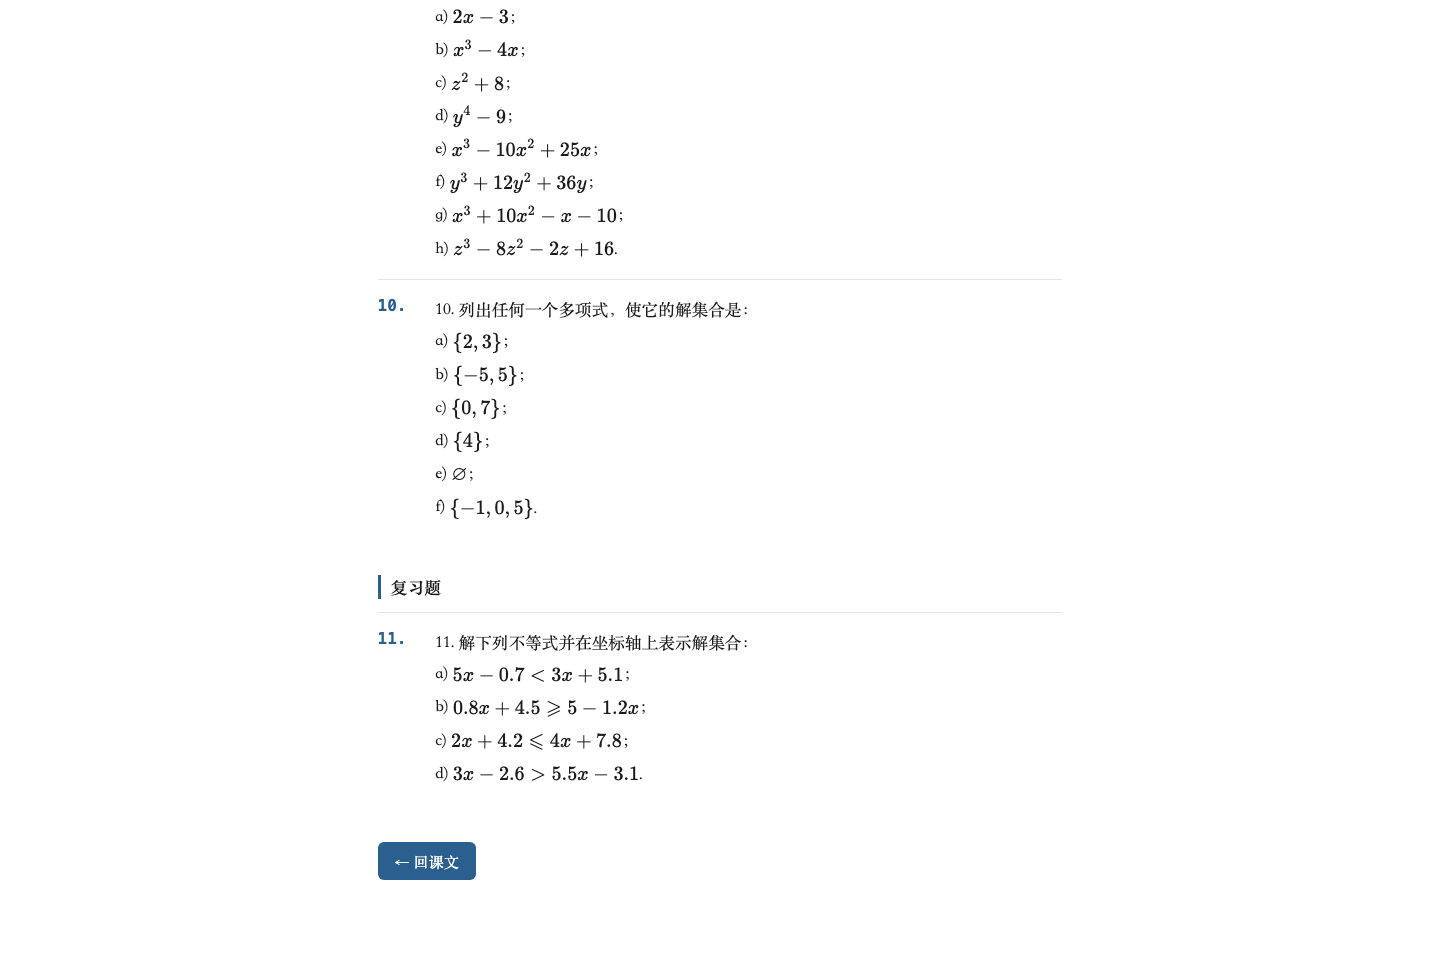 a) 2x − 3;
b) x³ − 4x;
c) z² + 8;
d) y⁴ − 9;
e) x³ − 10x² + 25x;
f) y³ + 12y² + 36y;
g) x³ + 10x² − x − 10;
h) z³ − 8z² − 2z + 16.
10. 10. 列出任何一个多项式，使它的解集合是：
a) {2, 3};
b) {−5, 5};
c) {0, 7};
d) {4};
e) ∅;
f) {−1, 0, 5}.
复习题
11. 11. 解下列不等式并在坐标轴上表示解集合：
a) 5x − 0.7 < 3x + 5.1;
b) 0.8x + 4.5 ⩾ 5 − 1.2x;
c) 2x + 4.2 ⩽ 4x + 7.8;
d) 3x − 2.6 > 5.5x − 3.1.
← 回课文